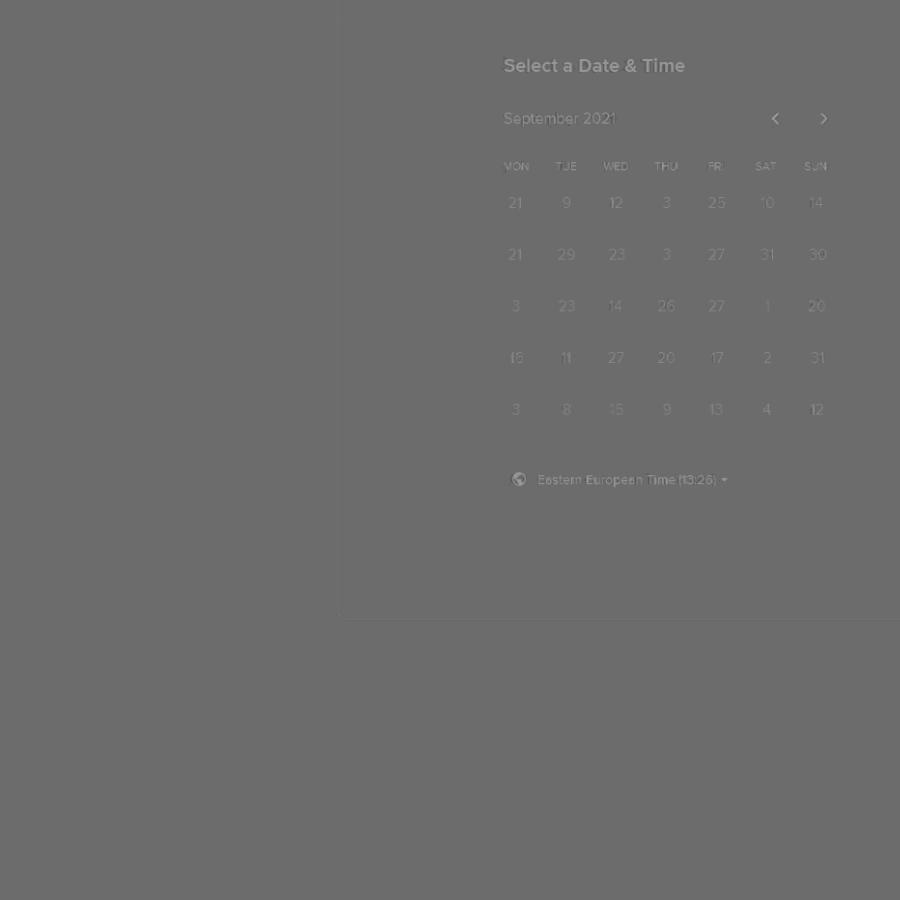 Select a Date & Time
September 2021
MON TUE WED THU FRI SAT SUN
21 9 12 3 25 10 14
21 29 23 3 27 31 30
3 23 14 26 27 1 20
16 11 27 20 17 2 31
3 8 15 9 13 4 12
Eastern European Time (13:26)